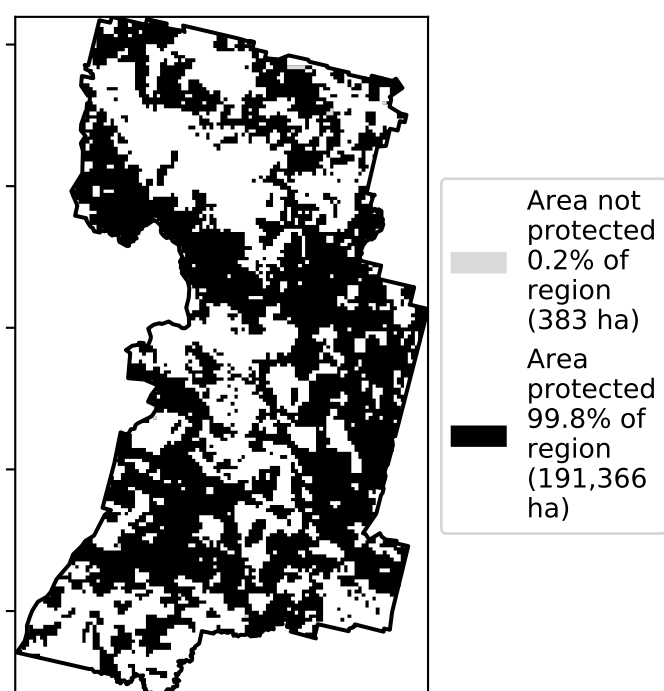 Area not
protected
0.2% of
region
(383 ha)
Area
protected
99.8% of
region
(191,366
ha)